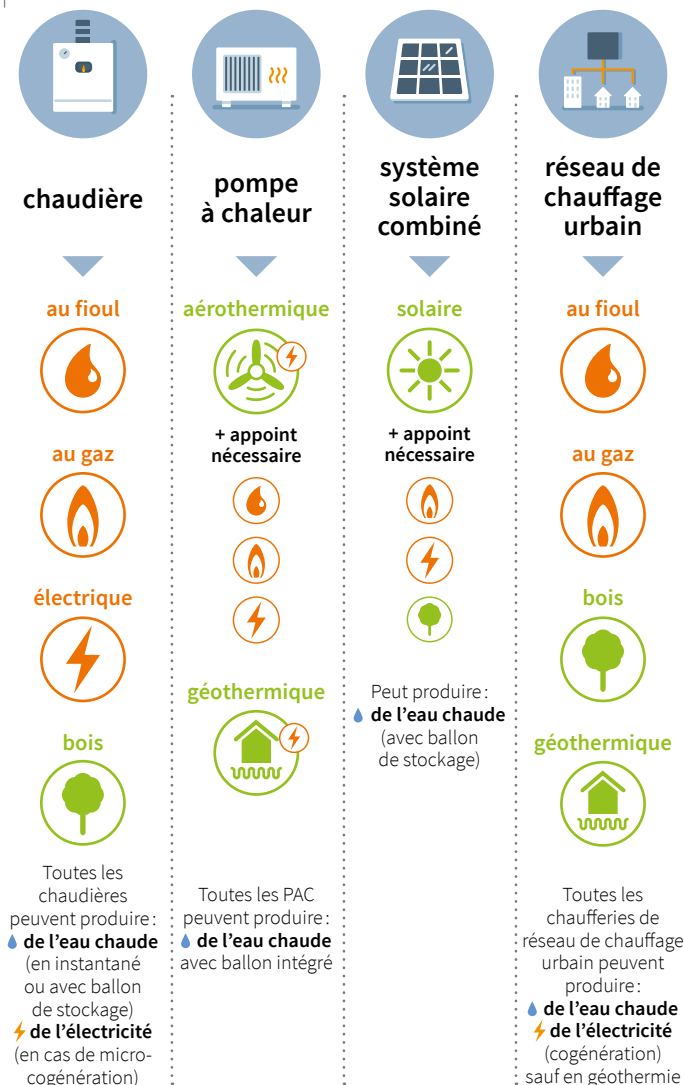 chaudière
au fioul
au gaz
électrique
bois
Toutes les
chaudières
peuvent produire :
de l’eau chaude
(en instantané
ou avec ballon
de stockage)
de l’électricité
(en cas de micro-
cogénération)
pompe
à chaleur
aérothermique
+ appoint
nécessaire
géothermique
Toutes les PAC
peuvent produire :
de l’eau chaude
avec ballon intégré
système
solaire
combiné
solaire
+ appoint
nécessaire
Peut produire :
de l’eau chaude
(avec ballon
de stockage)
réseau de
chauffage
urbain
au fioul
au gaz
bois
géothermique
Toutes les
chaufferies de
réseau de chauffage
urbain peuvent
produire :
de l’eau chaude
de l’électricité
(cogénération)
sauf en géothermie